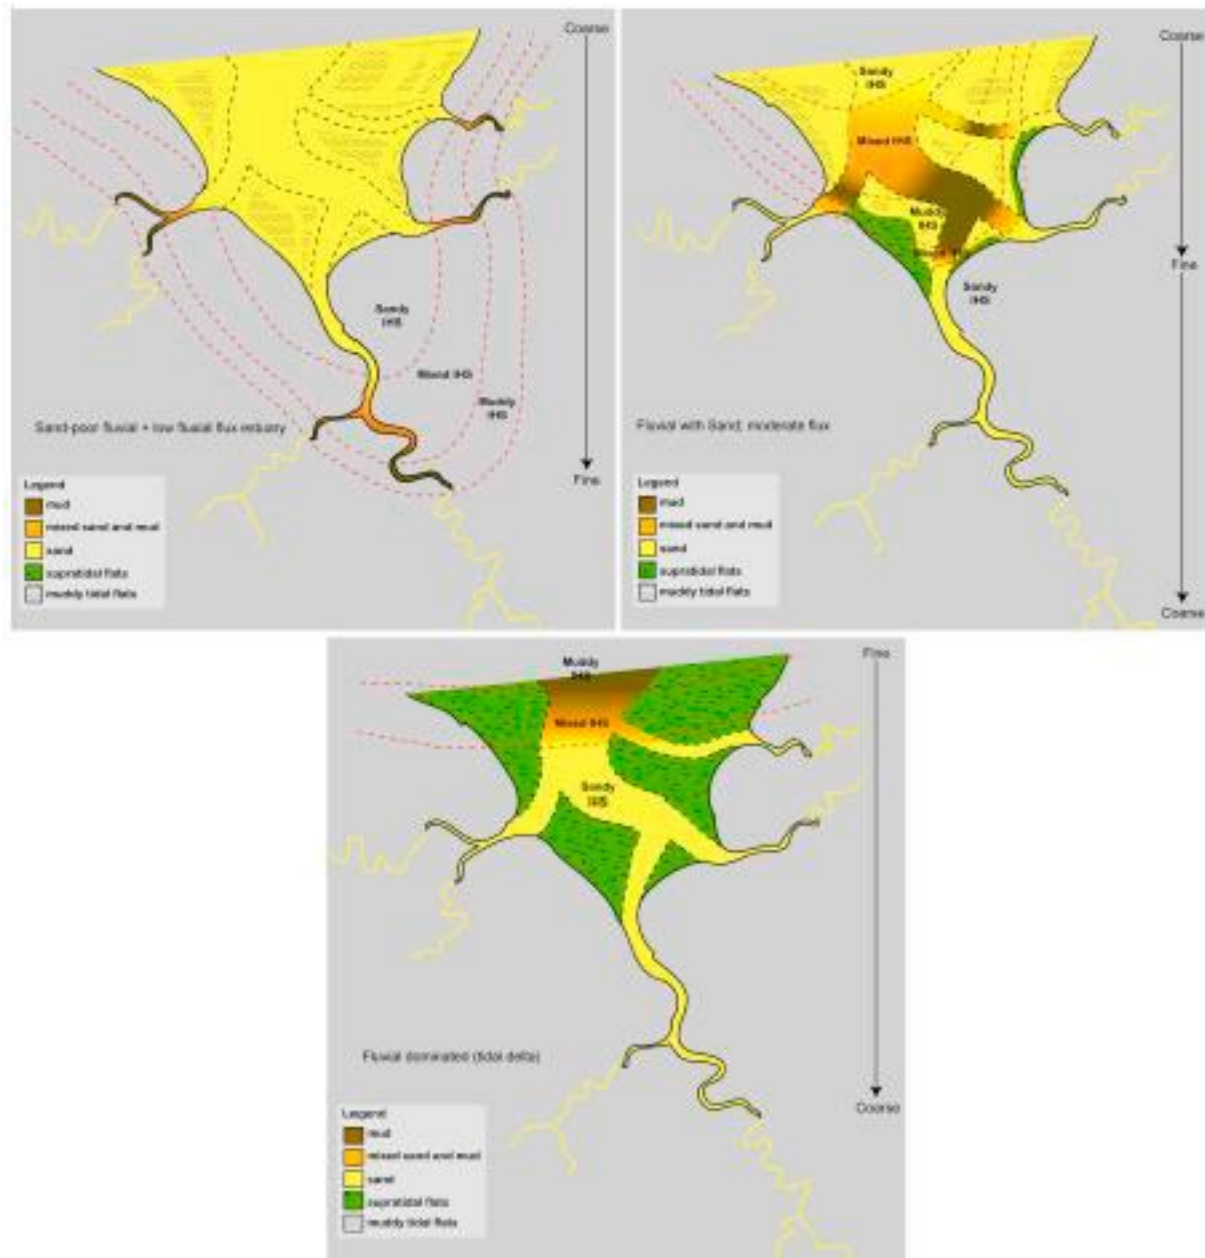 Coarse
Sandy
IHS
Mixed IHS
Muddy
IHS
Sand-poor fluvial + low fluvial flux estuary
Fine
Legend
mud
mixed sand and mud
sand
supratidal flats
muddy tidal flats
Coarse
Sandy
IHS
Mixed IHS
Muddy
IHS
Fine
Sandy
IHS
Fluvial with Sand; moderate flux
Legend
mud
mixed sand and mud
sand
supratidal flats
muddy tidal flats
Coarse
Fine
Muddy
IHS
Mixed IHS
Sandy
IHS
Fluvial dominated (tidal delta)
Coarse
Legend
mud
mixed sand and mud
sand
supratidal flats
muddy tidal flats